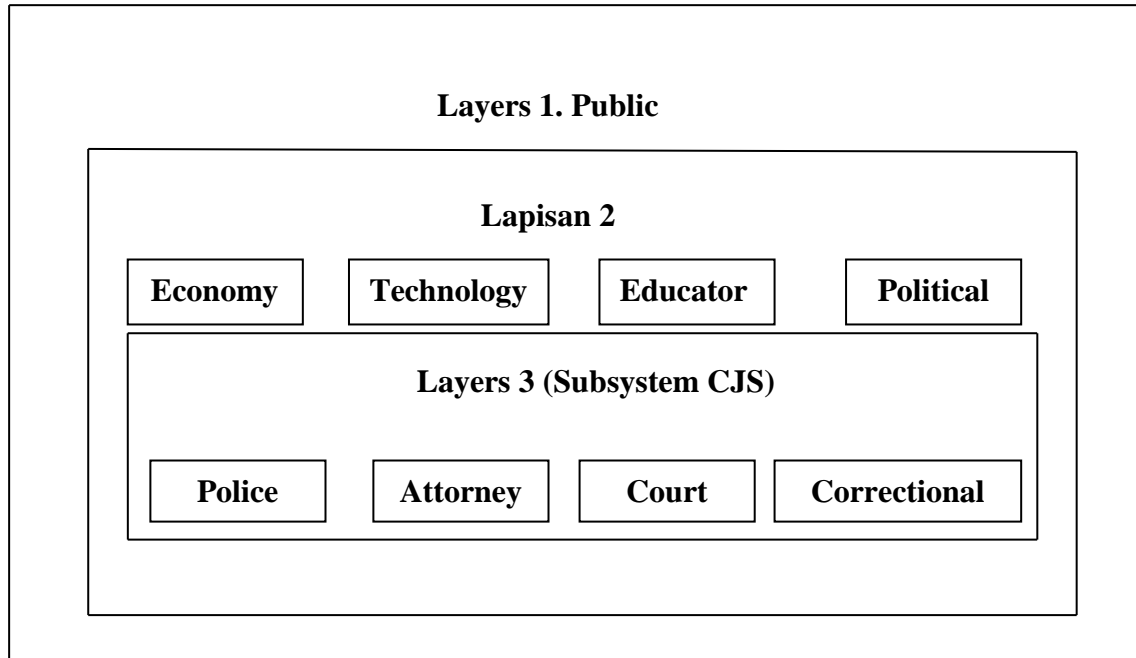 Layers 1. Public
Lapisan 2
Economy Technology Educator Political
Layers 3 (Subsystem CJS)
Police Attorney Court Correctional